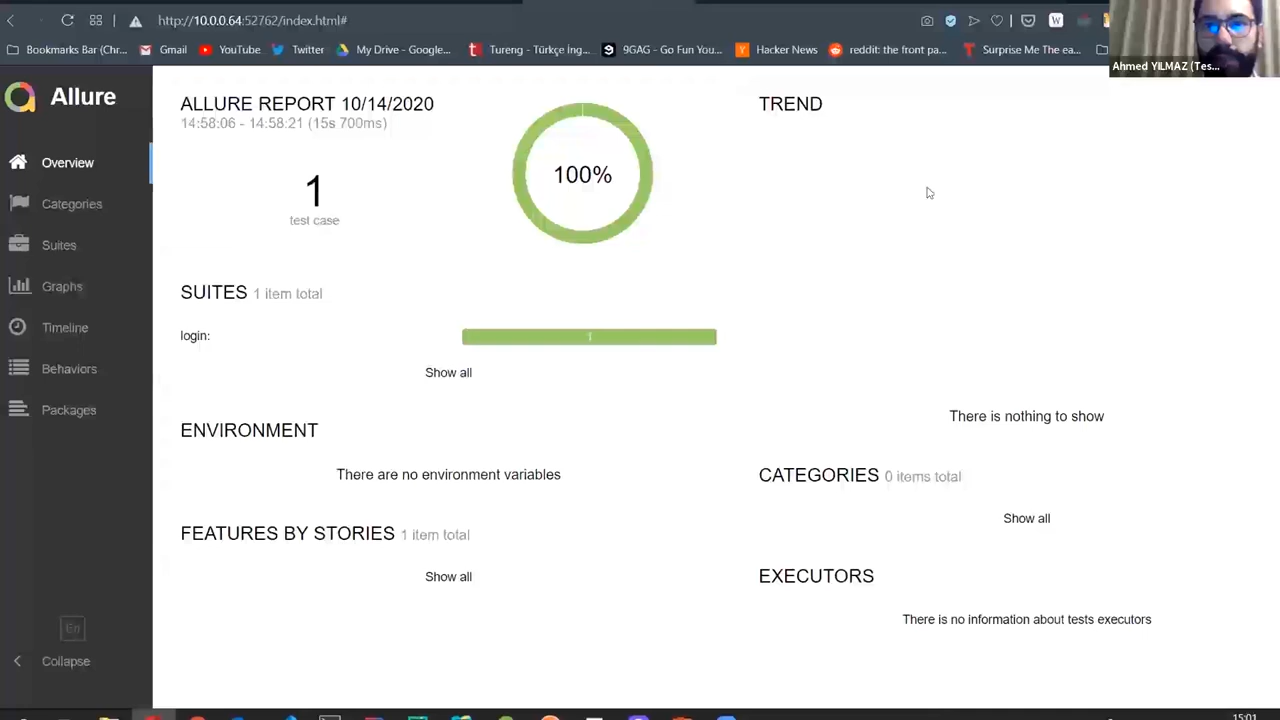 http://10.0.0.64:52762/index.html#
W
Bookmarks Bar (Chr...
Gmail
YouTube
Twitter
My Drive - Google...
Tureng - Türkçe İng...
9GAG - Go Fun You...
Hacker News
reddit: the front pa...
Surprise Me The ea...
Ahmed YILMAZ (Tes...
Allure
Overview
Categories
Suites
Graphs
Timeline
Behaviors
Packages
En
Collapse
ALLURE REPORT 10/14/2020
14:58:06 - 14:58:21 (15s 700ms)
1
test case
100%
SUITES 1 item total
login:
1
Show all
ENVIRONMENT
There are no environment variables
FEATURES BY STORIES 1 item total
Show all
TREND
There is nothing to show
CATEGORIES 0 items total
Show all
EXECUTORS
There is no information about tests executors
15:01